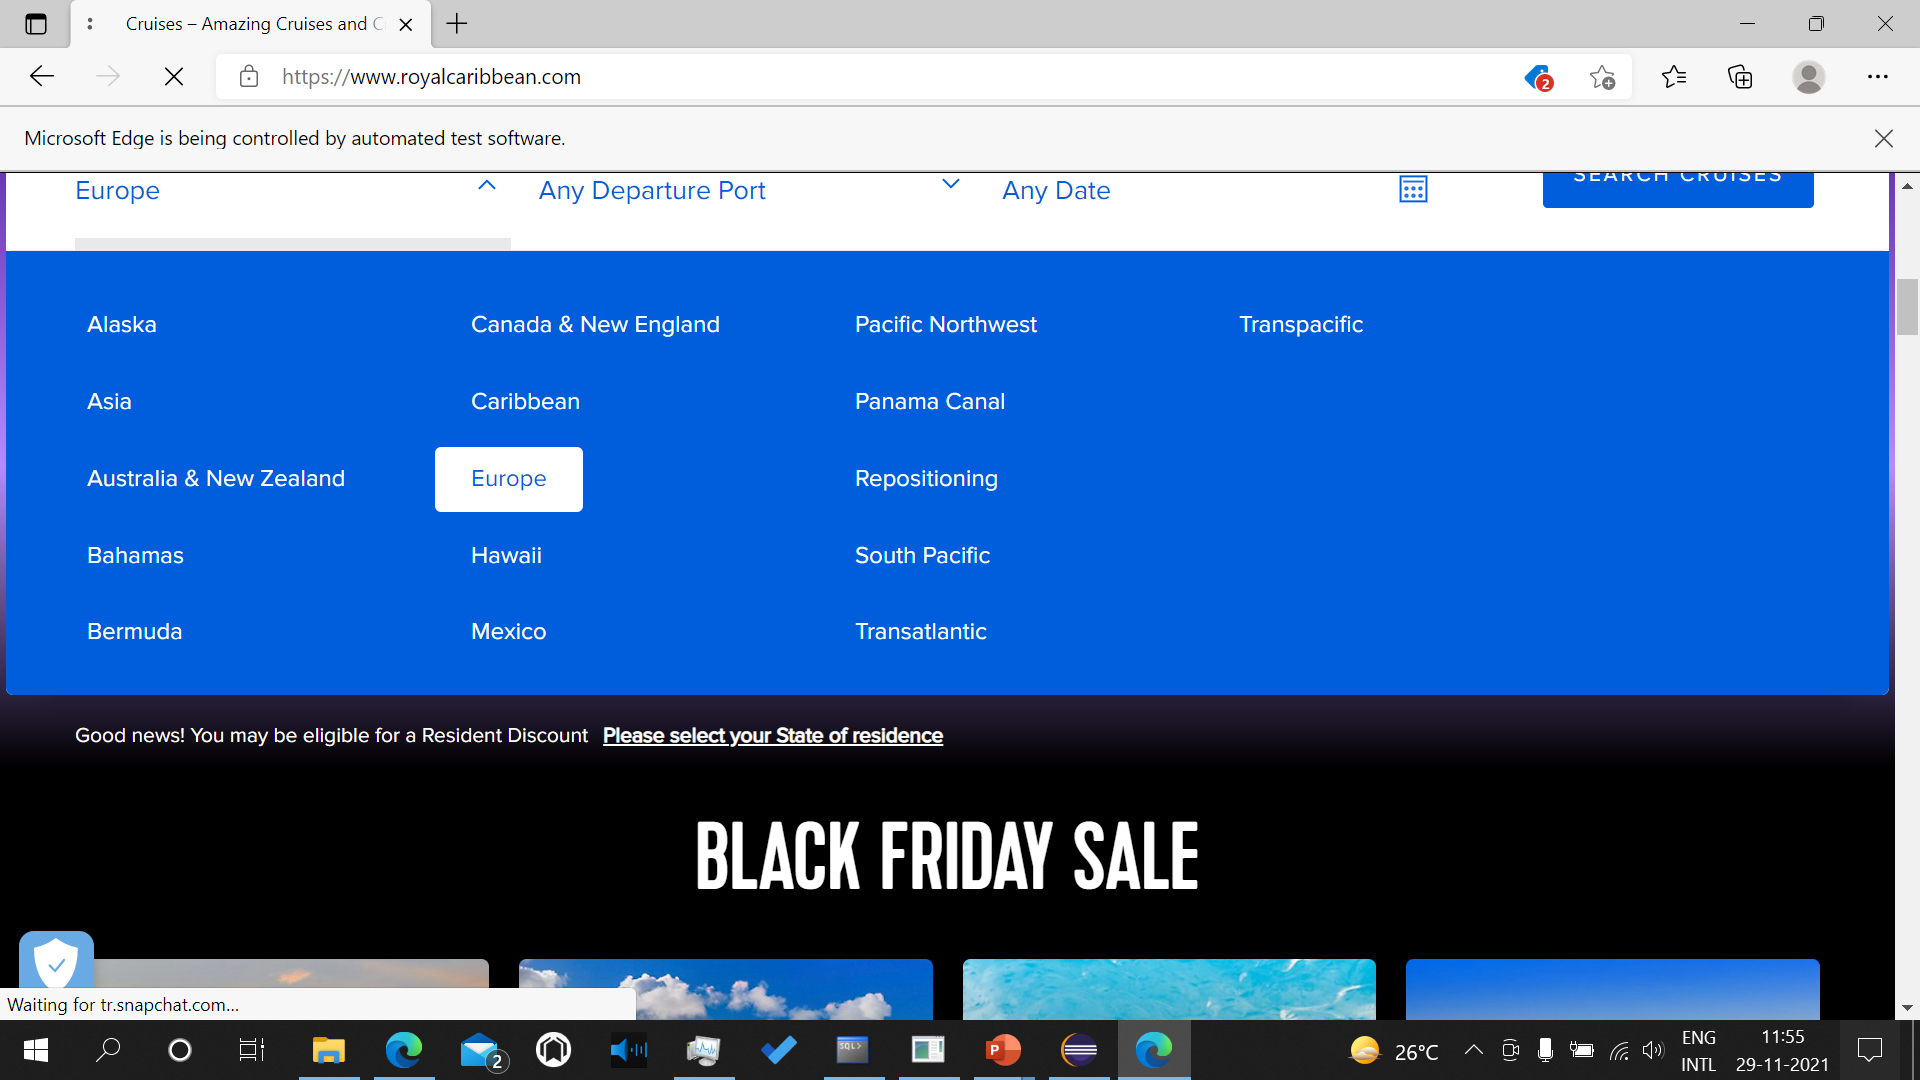 Cruises – Amazing Cruises and C
https://www.royalcaribbean.com
2
Microsoft Edge is being controlled by automated test software.
Europe Any Departure Port Any Date SEARCH CRUISES
Alaska Canada & New England Pacific Northwest Transpacific
Asia Caribbean Panama Canal
Australia & New Zealand Europe Repositioning
Bahamas Hawaii South Pacific
Bermuda Mexico Transatlantic
Good news! You may be eligible for a Resident Discount Please select your State of residence
BLACK FRIDAY SALE
Waiting for tr.snapchat.com...
2 SQL P 26°C ENG 11:55
INTL 29-11-2021